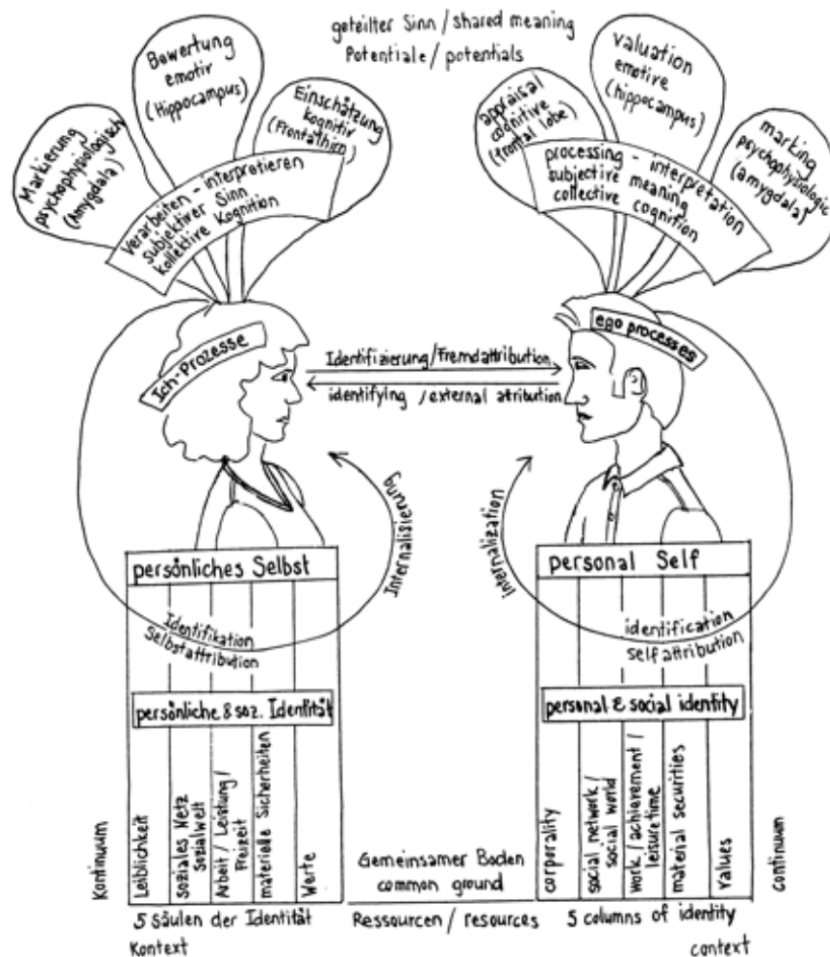 geteilter Sinn / shared meaning
Potentiale / potentials
Markierung
psychophysiologisch
(Amygdala)
Bewertung
emotiv
(Hippocampus)
Einschätzung
kognitiv
(Frontalhirn)
Verarbeiten - interpretieren
subjektiver Sinn
kollektive Kognition
appraisal
cognitive
(frontal lobe)
valuation
emotive
(hippocampus)
marking
psychophysiologic
(amygdala)
processing - interpretation
subjective meaning
collective cognition
Ich-Prozesse
ego processes
Identifizierung/Fremdattribution
identifying / external atribution
Internalisierung
internalization
persönliches Selbst
personal Self
Identifikation
Selbstattribution
identification
selfattribution
persönliche & soz. Identität
personal & social identity
Kontinuum
Leiblichkeit
soziales Netz
Sozialwelt
Arbeit / Leistung /
Freizeit
materielle Sicherheiten
Werte
Gemeinsamer Boden
common ground
corporality
social network /
social world
work / achievement /
leisure time
material securities
values
continuum
5 Säulen der Identität
Ressourcen / resources
5 columns of identity
Kontext
context